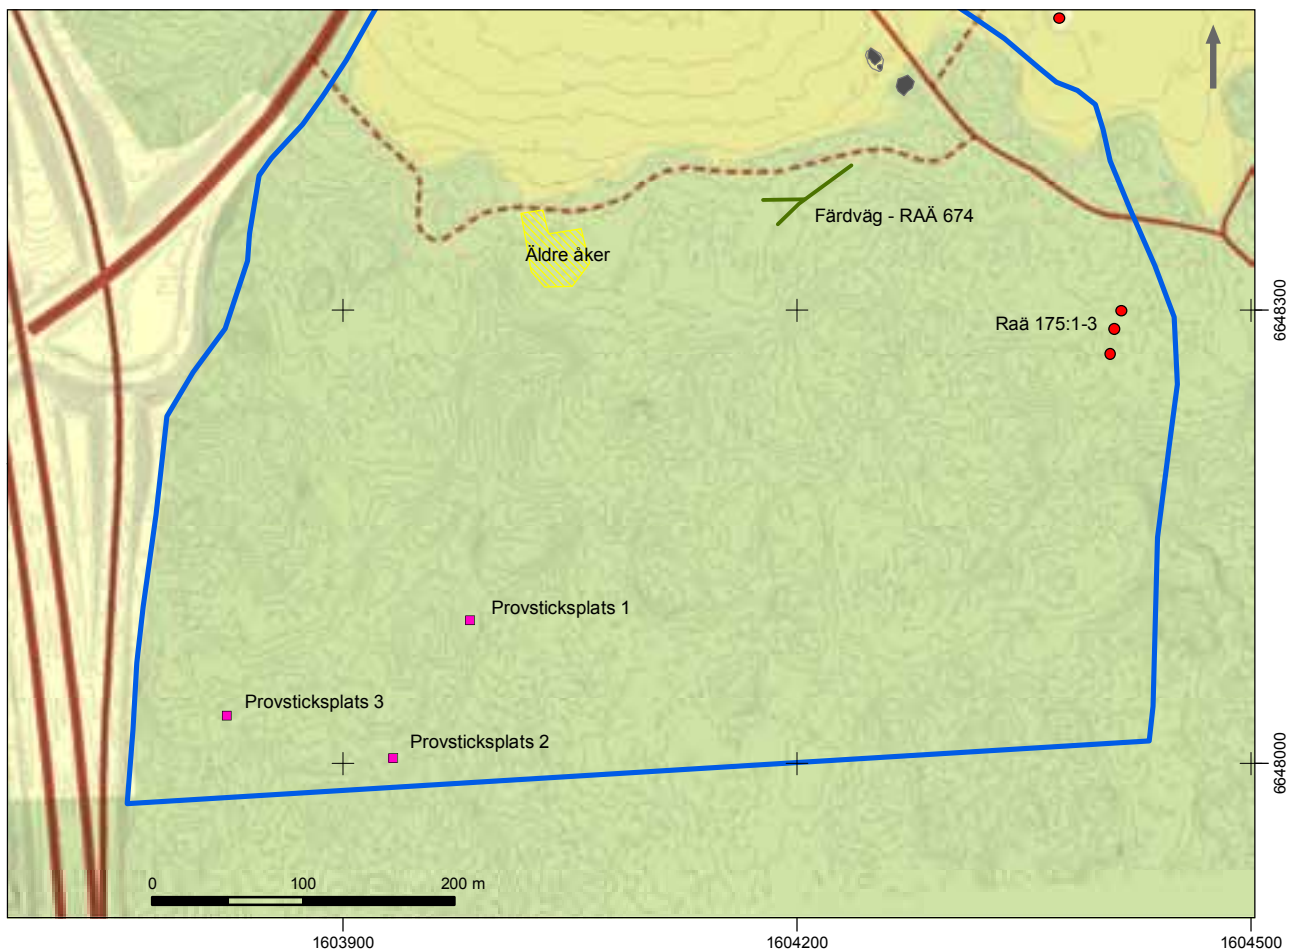 Färdväg - RAÄ 674
Äldre åker
Raä 175:1-3
6648300
Provsticksplats 1
Provsticksplats 3
Provsticksplats 2
6648000
0 100 200 m
1603900 1604200 1604500